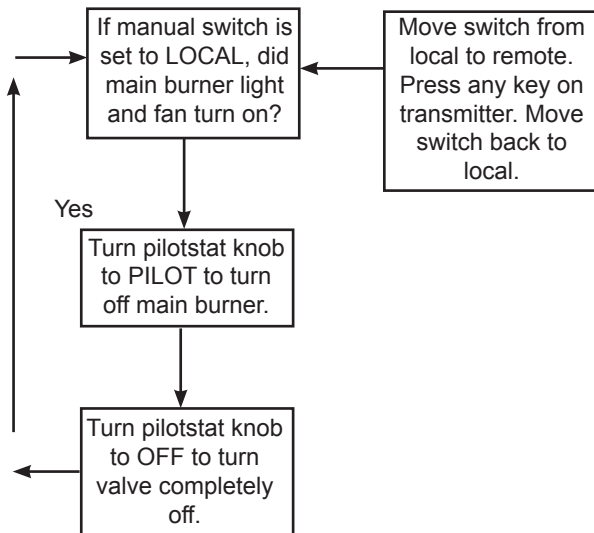 If manual switch is
set to LOCAL, did
main burner light
and fan turn on?
Move switch from
local to remote.
Press any key on
transmitter. Move
switch back to
local.
Yes
Turn pilotstat knob
to PILOT to turn
off main burner.
Turn pilotstat knob
to OFF to turn
valve completely
off.